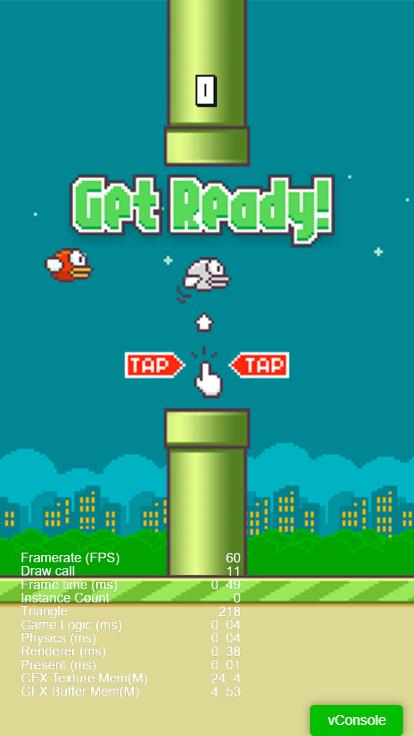 0
Get Ready!
TAP TAP
Framerate (FPS) 60
Draw call 11
Frame time (ms) 0.49
Instance Count 0
Triangle 218
Game Logic (ms) 0.04
Physics (ms) 0.04
Renderer (ms) 0.38
Present (ms) 0.01
GFX Texture Mem(M) 24.4
GFX Buffer Mem(M) 4.53
vConsole